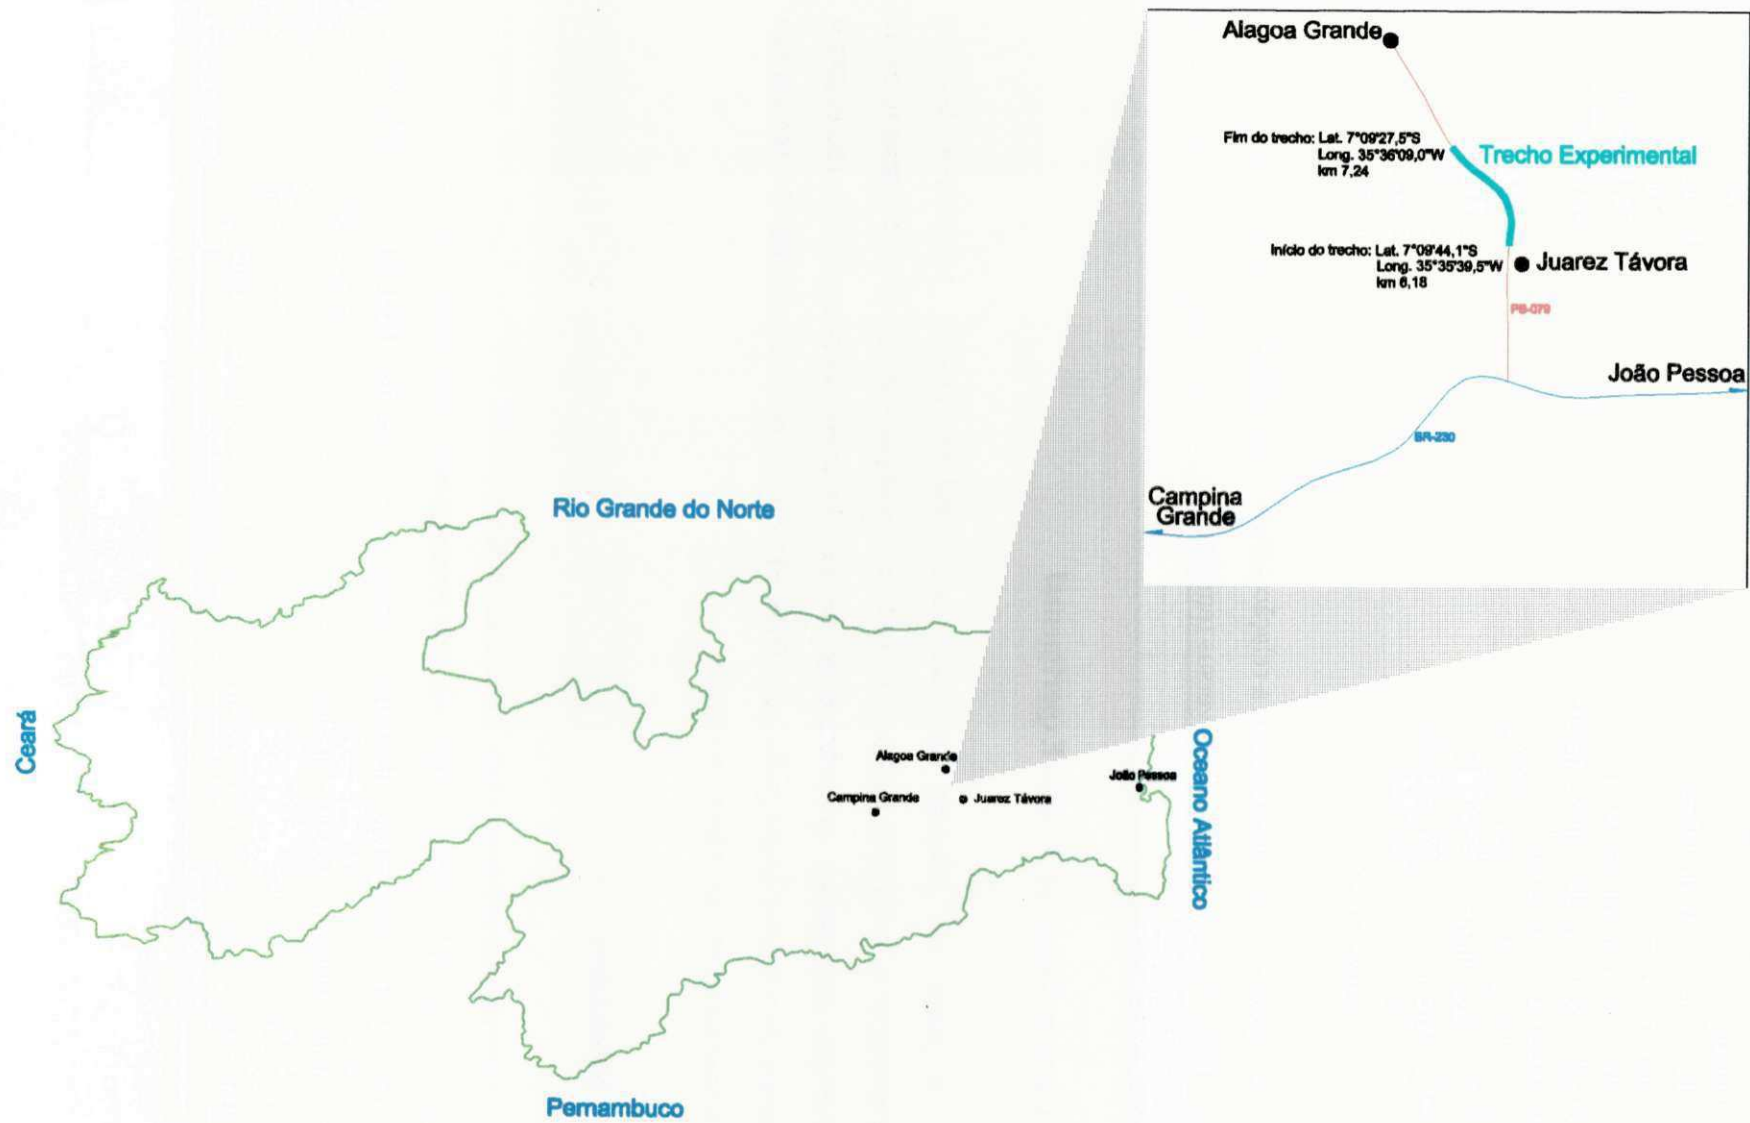 Alagoa Grande
Fim do trecho: Lat. 7°09'27,5"S
Long. 35°36'09,0"W
km 7,24
Trecho Experimental
Início do trecho: Lat. 7°09'44,1"S
Long. 35°35'39,5"W
km 6,18
Juarez Távora
PB-079
João Pessoa
BR-230
Campina
Grande
Rio Grande do Norte
Ceará
Oceano Atlântico
Alagoa Grande
João Pessoa
Campina Grande
Juarez Távora
Pernambuco